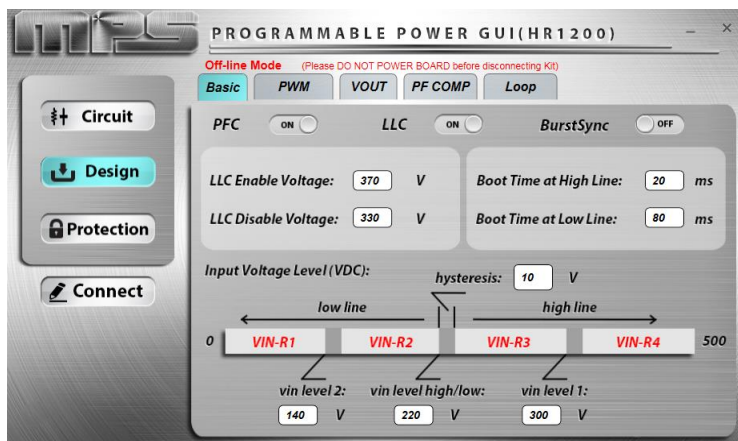 mps PROGRAMMABLE POWER GUI(HR1200)
Off-line Mode (Please DO NOT POWER BOARD before disconnecting Kit)
Basic PWM VOUT PF COMP Loop
Circuit
Design
Protection
Connect
PFC ON LLC ON BurstSync OFF
LLC Enable Voltage: 370 V
LLC Disable Voltage: 330 V
Boot Time at High Line: 20 ms
Boot Time at Low Line: 80 ms
Input Voltage Level (VDC):
hysteresis: 10 V
low line high line
0 VIN-R1 VIN-R2 VIN-R3 VIN-R4 500
vin level 2: vin level high/low: vin level 1:
140 V 220 V 300 V